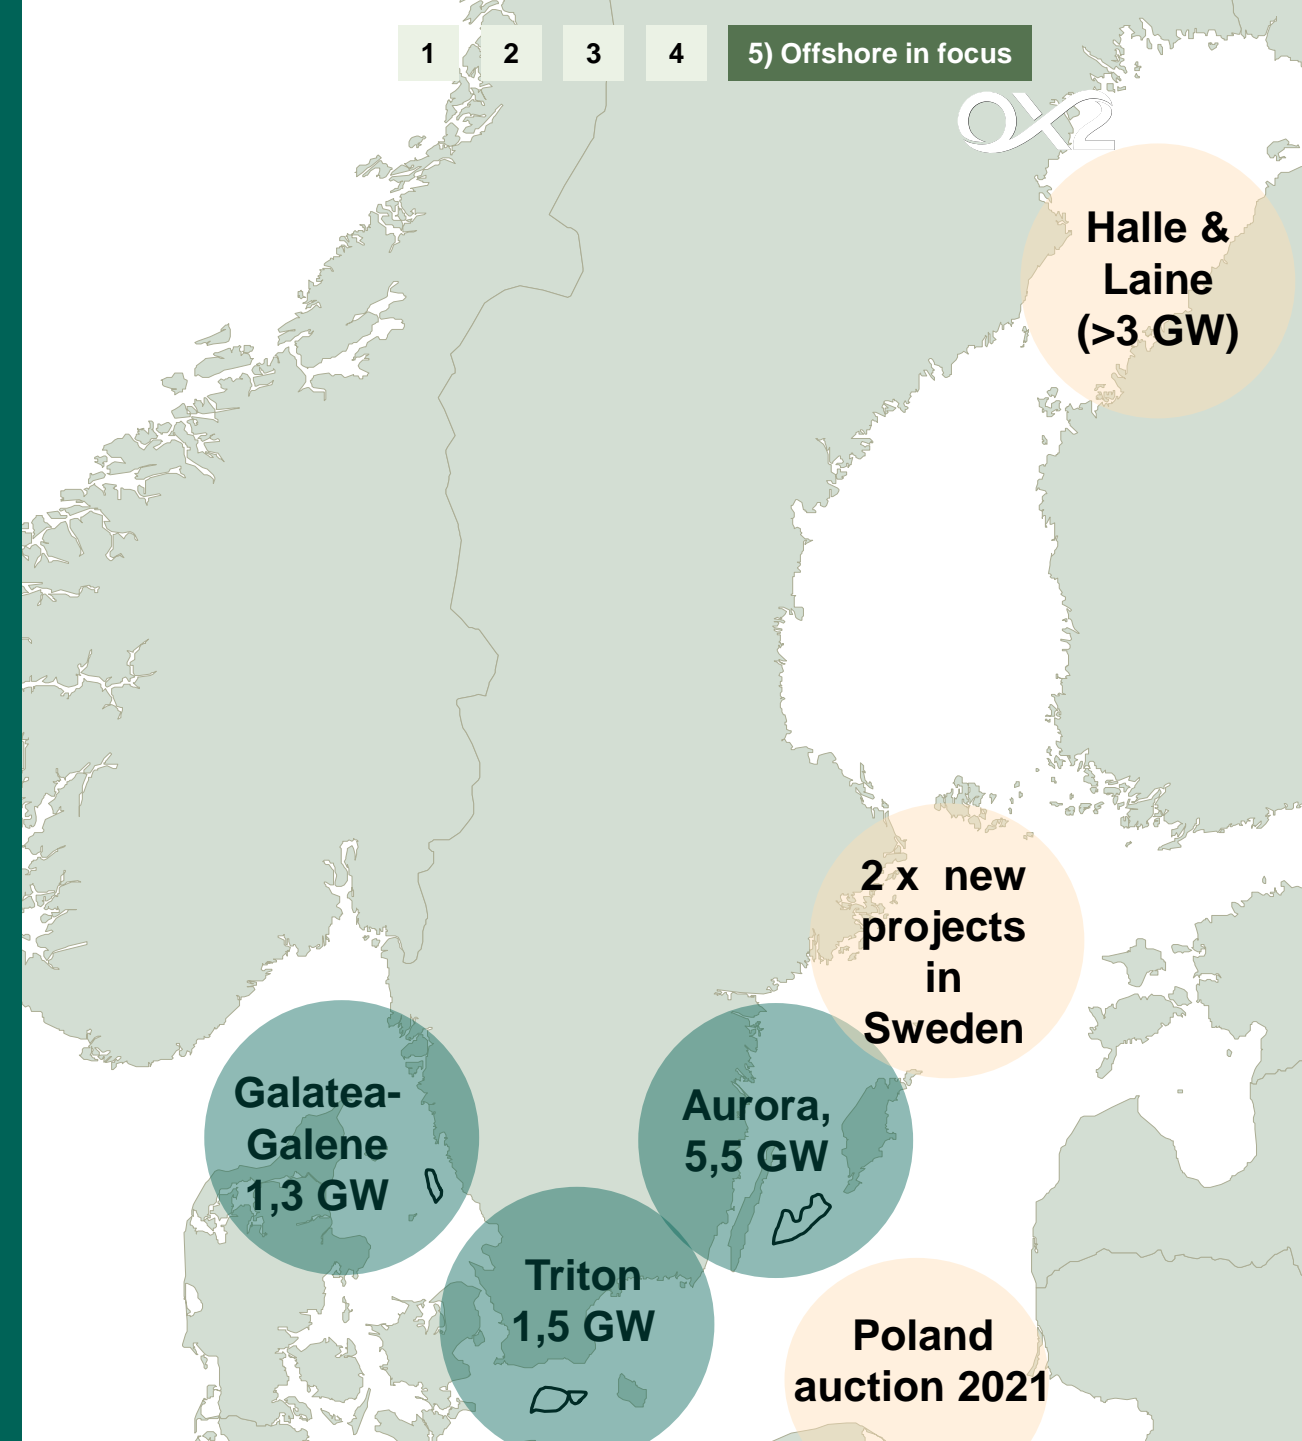 1
2
3
4
5) Offshore in focus
OX2
Halle &
Laine
(>3 GW)
2 x  new
projects
in
Sweden
Galatea-
Galene
1,3 GW
Aurora,
5,5 GW
Triton
1,5 GW
Poland
auction 2021